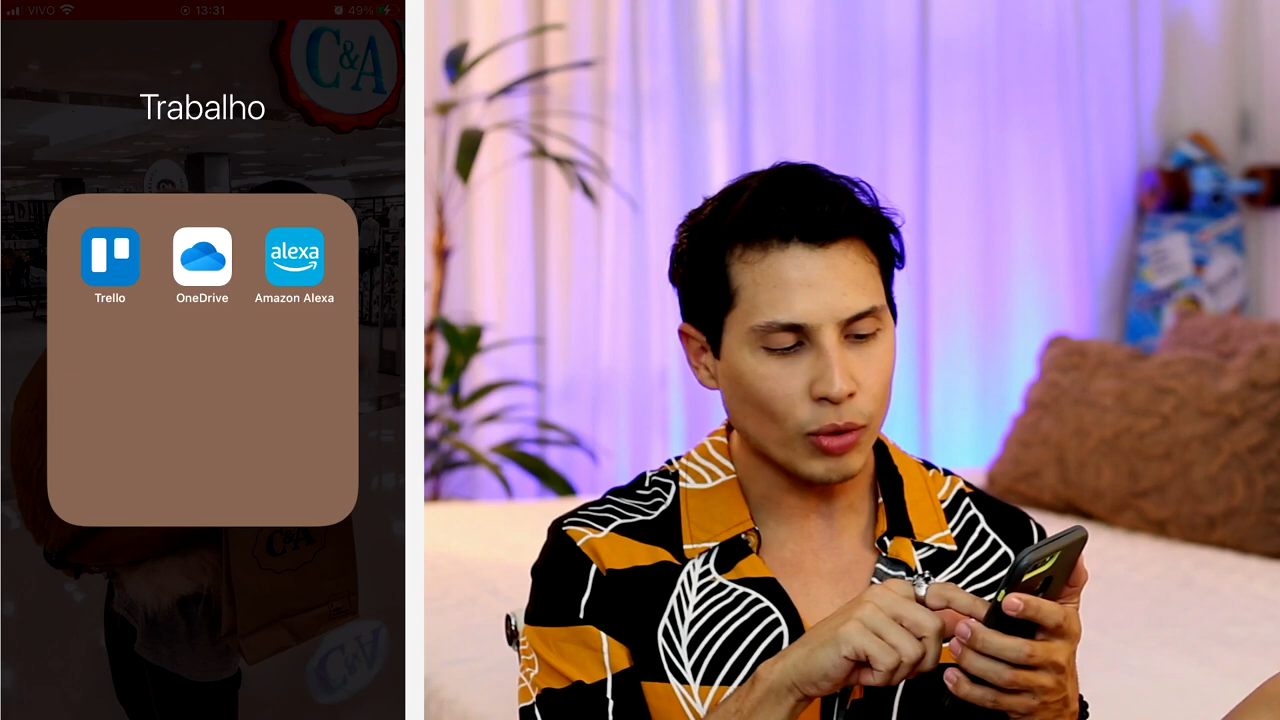 VIVO
13:31
49%
C&A
Trabalho
alexa
Trello
OneDrive
Amazon Alexa
C&A
C&A